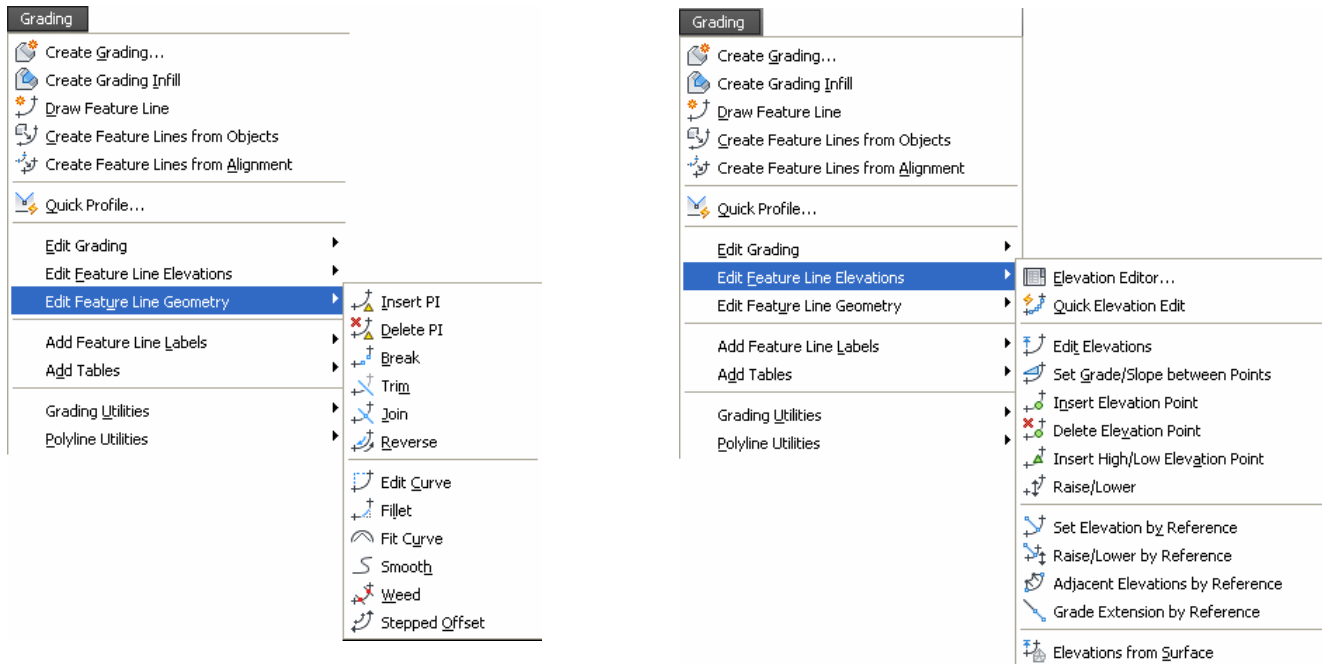 Grading
Create Grading...
Create Grading Infill
Draw Feature Line
Create Feature Lines from Objects
Create Feature Lines from Alignment
Quick Profile...
Edit Grading
Edit Feature Line Elevations
Edit Feature Line Geometry
Add Feature Line Labels
Add Tables
Grading Utilities
Polyline Utilities
Insert PI
Delete PI
Break
Trim
Join
Reverse
Edit Curve
Fillet
Fit Curve
Smooth
Weed
Stepped Offset
Grading
Create Grading...
Create Grading Infill
Draw Feature Line
Create Feature Lines from Objects
Create Feature Lines from Alignment
Quick Profile...
Edit Grading
Edit Feature Line Elevations
Edit Feature Line Geometry
Add Feature Line Labels
Add Tables
Grading Utilities
Polyline Utilities
Elevation Editor...
Quick Elevation Edit
Edit Elevations
Set Grade/Slope between Points
Insert Elevation Point
Delete Elevation Point
Insert High/Low Elevation Point
Raise/Lower
Set Elevation by Reference
Raise/Lower by Reference
Adjacent Elevations by Reference
Grade Extension by Reference
Elevations from Surface